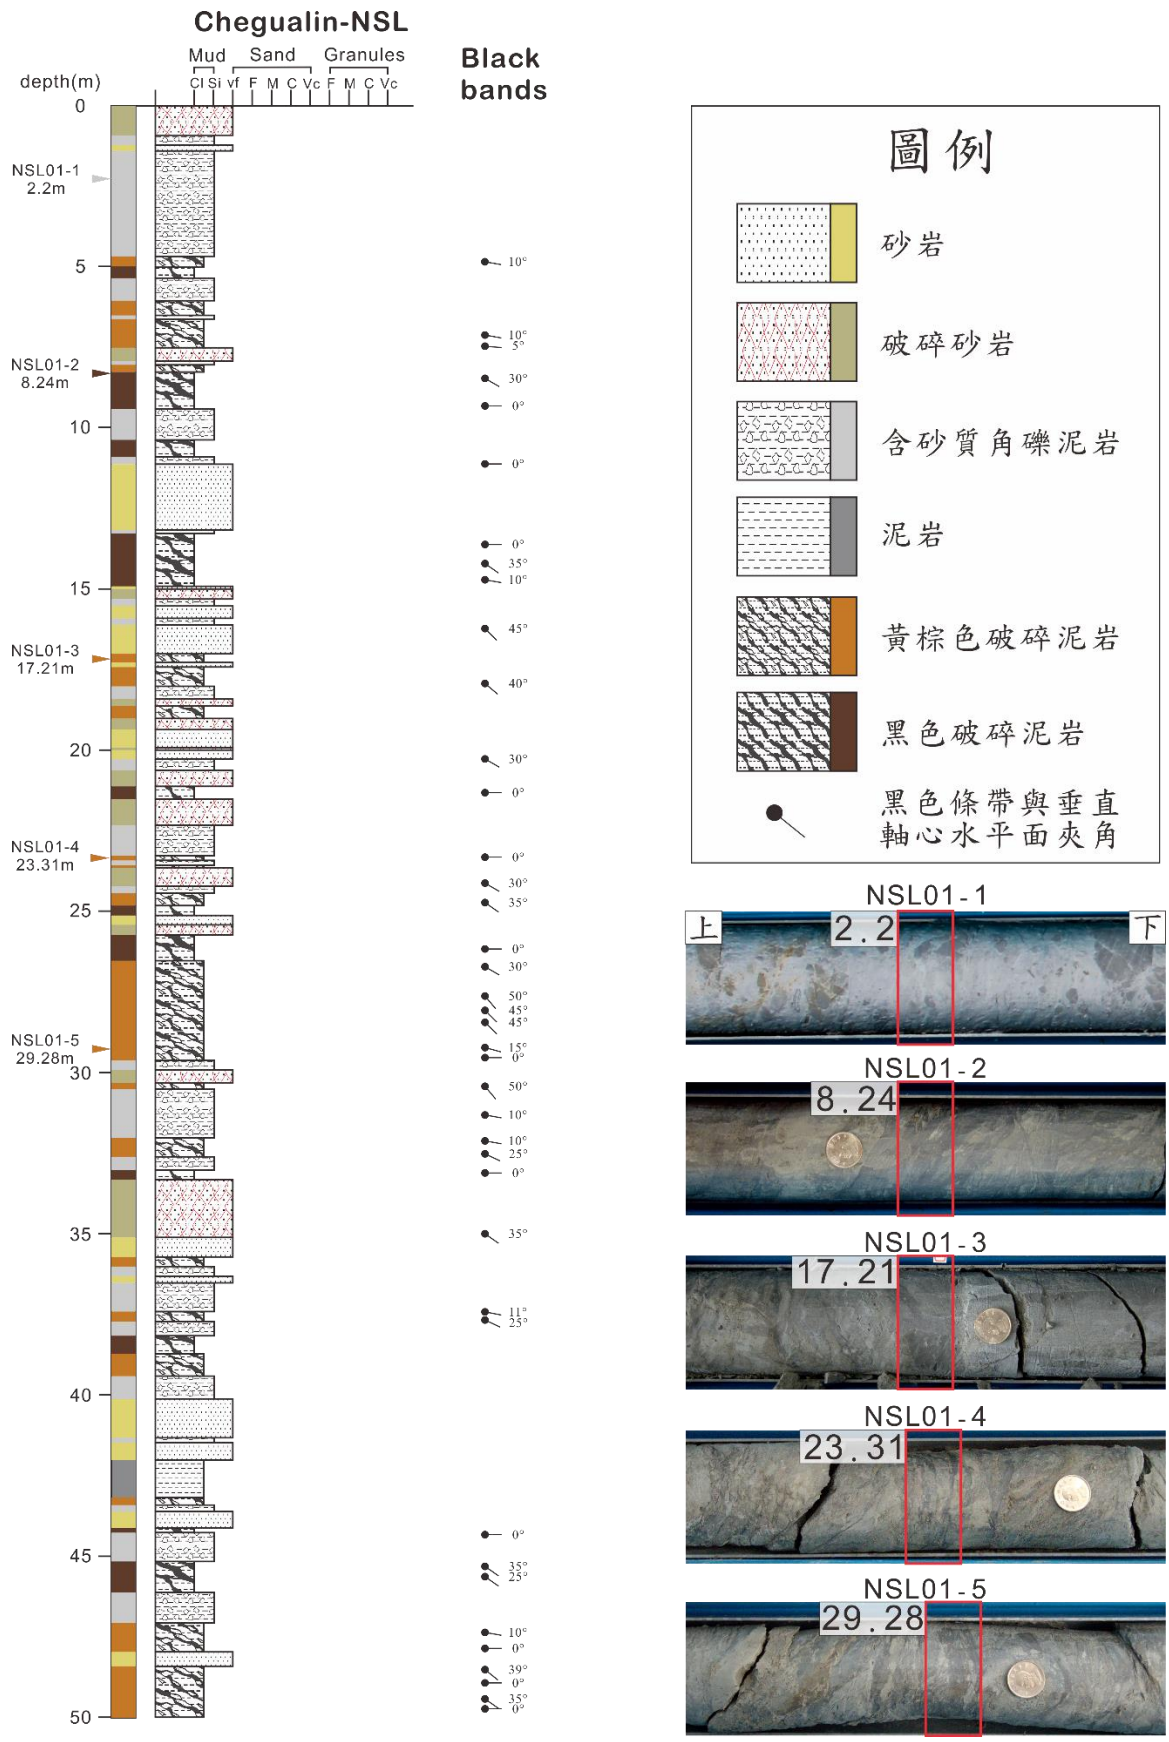 Chegualin-NSL
Mud Sand Granules
Cl Si vf F M C Vc F M C Vc
depth(m)
Black
bands
0
NSL01-1
2.2m
5
10°
10°
5°
NSL01-2
8.24m
30°
0°
10
0°
0°
35°
10°
15
45°
NSL01-3
17.21m
40°
20
30°
0°
NSL01-4
23.31m
0°
30°
35°
25
0°
30°
50°
45°
45°
NSL01-5
29.28m
15°
0°
30
50°
10°
10°
25°
0°
35
35°
11°
25°
40
0°
45
35°
25°
10°
0°
39°
0°
35°
0°
50
圖例
砂岩
破碎砂岩
含砂質角礫泥岩
泥岩
黃棕色破碎泥岩
黑色破碎泥岩
黑色條帶與垂直
軸心水平面夾角
NSL01-1
上 2.2 下
NSL01-2
8.24
NSL01-3
17.21
NSL01-4
23.31
NSL01-5
29.28